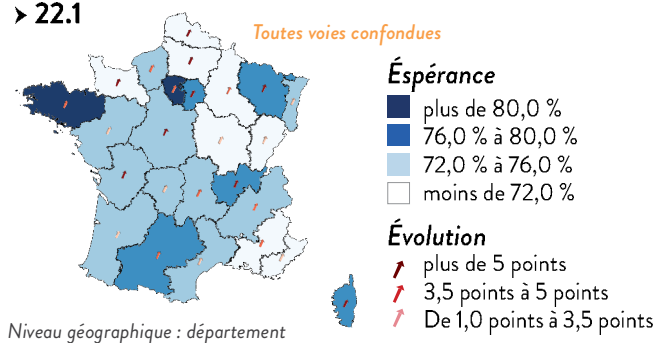 ➤ 22.1
Toutes voies confondues
Éspérance
plus de 80,0 %
76,0 % à 80,0 %
72,0 % à 76,0 %
moins de 72,0 %
Évolution
plus de 5 points
3,5 points à 5 points
De 1,0 points à 3,5 points
Niveau géographique : département